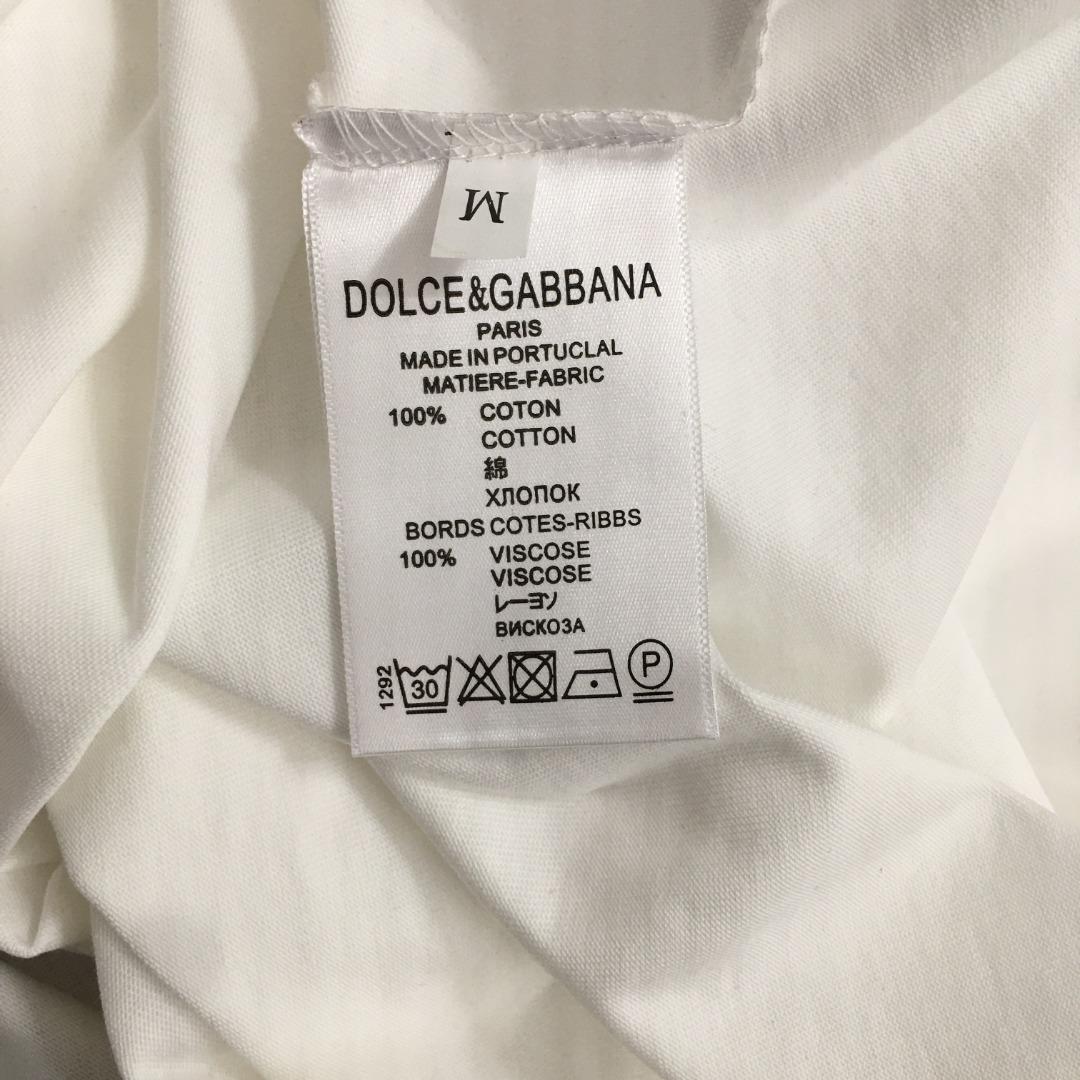 M
DOLCE&GABBANA
PARIS
MADE IN PORTUCLAL
MATIERE-FABRIC
100% COTON
COTTON
綿
ХЛОПОК
BORDS COTES-RIBBS
100% VISCOSE
VISCOSE
レーヨン
ВИСКОЗА
1292 30 P